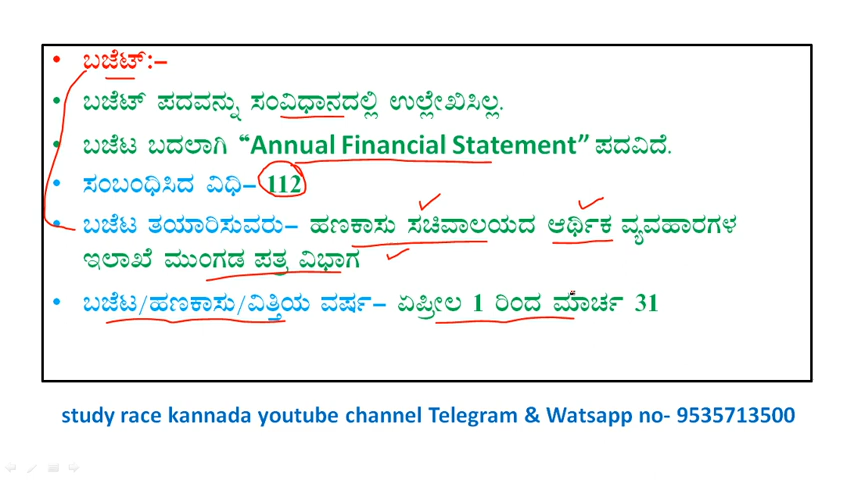 • ಬಜೆಟ್:–
• ಬಜೆಟ್ ಪದವನ್ನು ಸಂವಿಧಾನದಲ್ಲಿ ಉಲ್ಲೇಖಿಸಿಲ್ಲ.
• ಬಜೆಟ ಬದಲಾಗಿ “Annual Financial Statement” ಪದವಿದೆ.
• ಸಂಬಂಧಿಸಿದ ವಿಧಿ– 112
• ಬಜೆಟ ತಯಾರಿಸುವರು– ಹಣಕಾಸು ಸಚಿವಾಲಯದ ಆರ್ಥಿಕ ವ್ಯವಹಾರಗಳ
ಇಲಾಖೆ ಮುಂಗಡ ಪತ್ರ ವಿಭಾಗ
• ಬಜೆಟ/ಹಣಕಾಸು/ವಿತ್ತಿಯ ವರ್ಷ– ಏಪ್ರೀಲ 1 ರಿಂದ ಮಾರ್ಚ 31
study race kannada youtube channel Telegram & Watsapp no- 9535713500